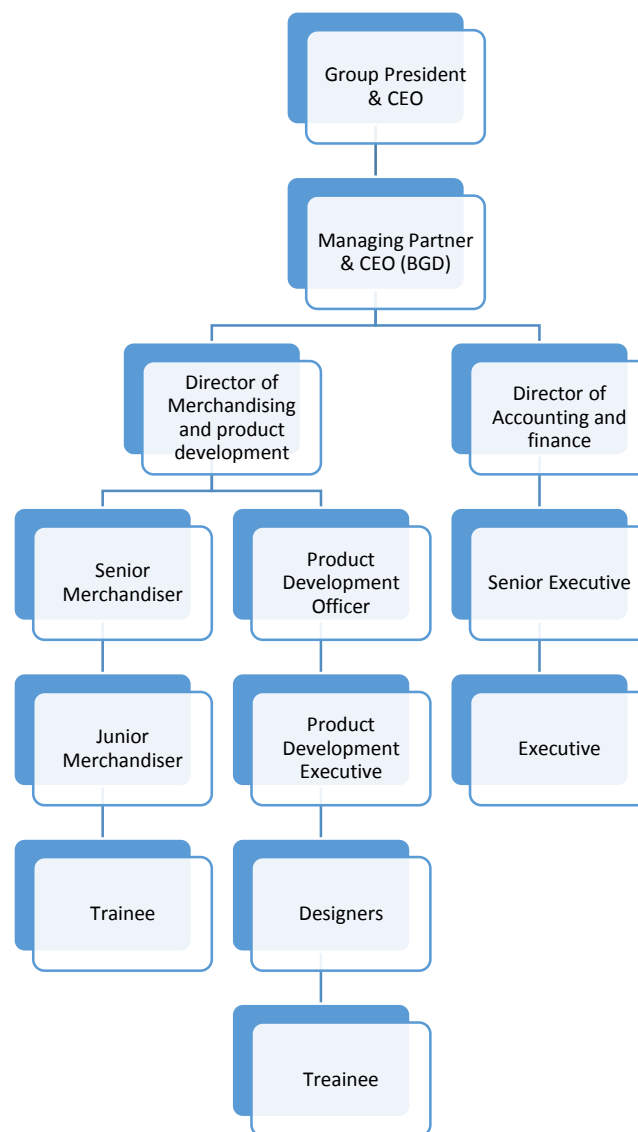 Group President
& CEO
Managing Partner
& CEO (BGD)
Director of
Merchandising
and product
development
Director of
Accounting and
finance
Senior
Merchandiser
Product
Development
Officer
Senior Executive
Junior
Merchandiser
Product
Development
Executive
Executive
Trainee
Designers
Treainee